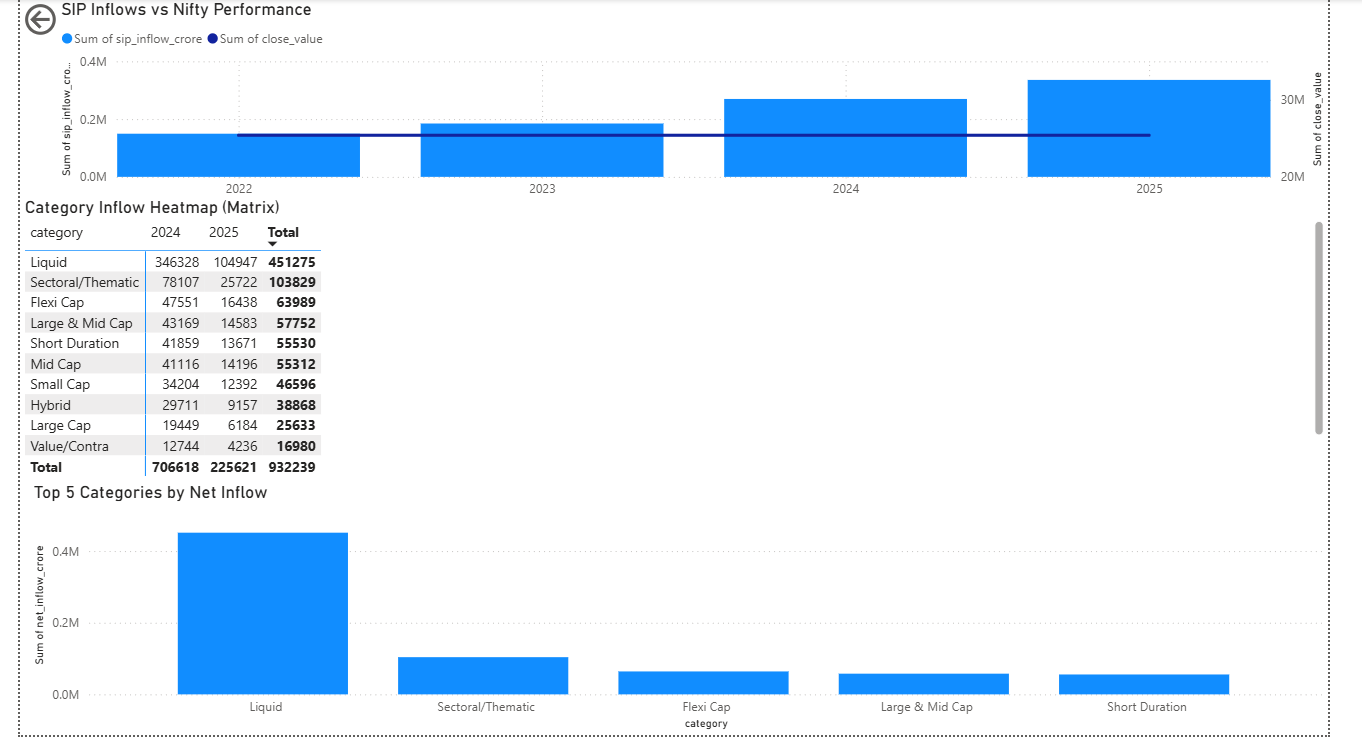 SIP Inflows vs Nifty Performance
Sum of sip_inflow_crore Sum of close_value
Sum of sip_inflow_cro...
0.4M
0.2M
0.0M
30M
20M
Sum of close_value
2022 2023 2024 2025
Category Inflow Heatmap (Matrix)
category 2024 2025 Total
Liquid 346328 104947 451275
Sectoral/Thematic 78107 25722 103829
Flexi Cap 47551 16438 63989
Large & Mid Cap 43169 14583 57752
Short Duration 41859 13671 55530
Mid Cap 41116 14196 55312
Small Cap 34204 12392 46596
Hybrid 29711 9157 38868
Large Cap 19449 6184 25633
Value/Contra 12744 4236 16980
Total 706618 225621 932239
Top 5 Categories by Net Inflow
Sum of net_inflow_crore
0.4M
0.2M
0.0M
Liquid Sectoral/Thematic Flexi Cap Large & Mid Cap Short Duration
category